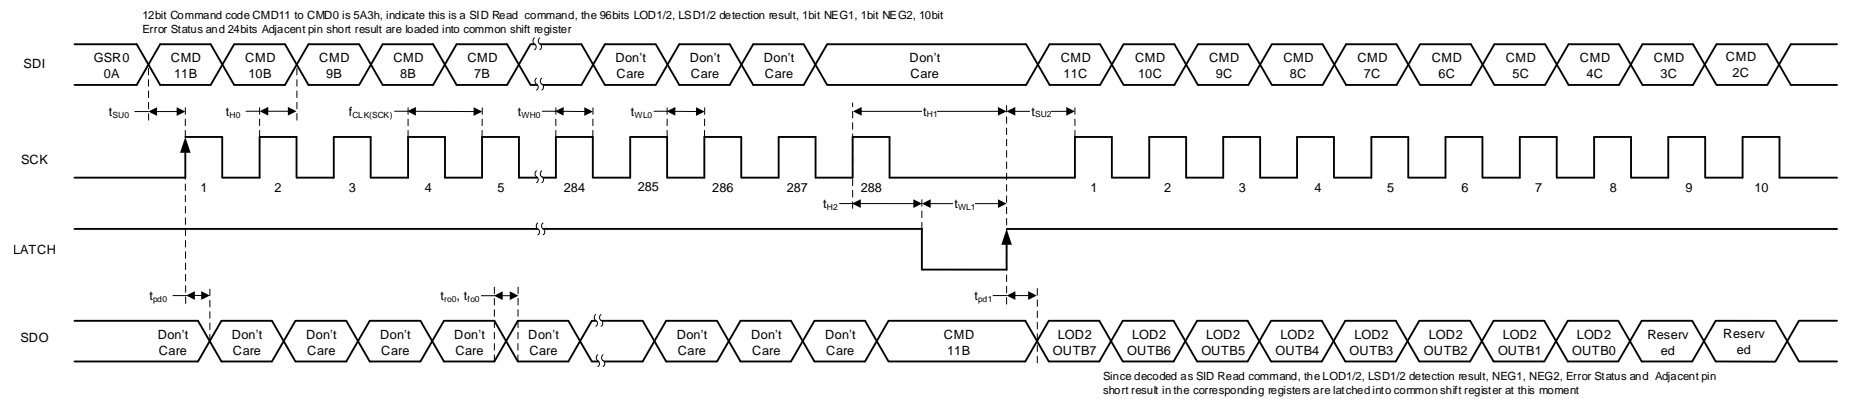 12bit Command code CMD11 to CMD0 is 5A3h, indicate this is a SID Read command, the 96bits LOD1/2, LSD1/2 detection result, 1bit NEG1, 1bit NEG2, 10bit
Error Status and 24bits Adjacent pin short result are loaded into common shift register
SDI
GSR0 0A
CMD 11B
CMD 10B
CMD 9B
CMD 8B
CMD 7B
Don't Care
Don't Care
Don't Care
Don't Care
CMD 11C
CMD 10C
CMD 9C
CMD 8C
CMD 7C
CMD 6C
CMD 5C
CMD 4C
CMD 3C
CMD 2C
tSU0
tH0
fCLK(SCK)
tWH0
tWL0
tH1
tSU2
SCK
1 2 3 4 5 284 285 286 287 288 1 2 3 4 5 6 7 8 9 10
tH2
tWL1
LATCH
tpd0
tro0, tfo0
tpd1
SDO
Don't Care
Don't Care
Don't Care
Don't Care
Don't Care
Don't Care
Don't Care
Don't Care
Don't Care
CMD 11B
LOD2 OUTB7
LOD2 OUTB6
LOD2 OUTB5
LOD2 OUTB4
LOD2 OUTB3
LOD2 OUTB2
LOD2 OUTB1
LOD2 OUTB0
Reserv ed
Reserv ed
Since decoded as SID Read command, the LOD1/2, LSD1/2 detection result, NEG1, NEG2, Error Status and Adjacent pin
short result in the corresponding registers are latched into common shift register at this moment